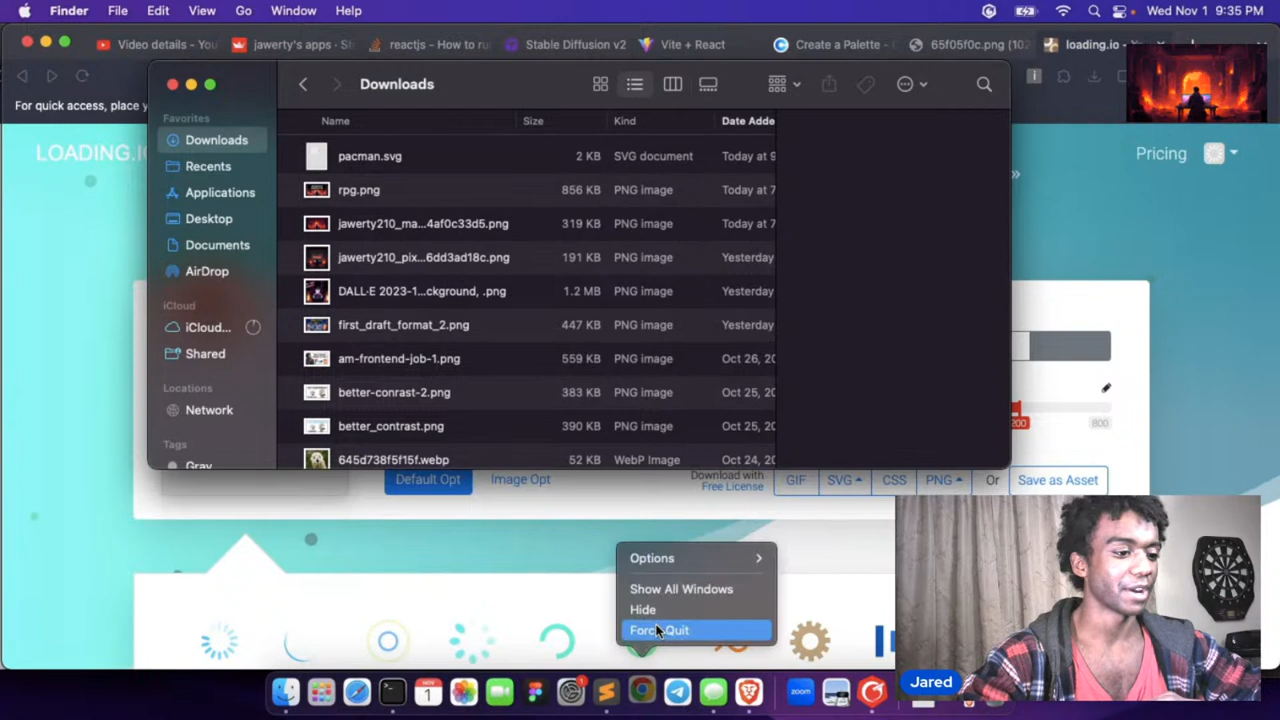 Finder File Edit View Go Window Help Wed Nov 1 9:35 PM
Video details - You jawerty's apps reactjs - How to ru Stable Diffusion v2 Vite + React Create a Palette - 65f05f0c.png (102 loading.io -
For quick access, place y
Downloads
LOADING.I
Pricing
Favorites
Downloads
Recents
Applications
Desktop
Documents
AirDrop
iCloud
iCloud...
Shared
Locations
Network
Tags
Gray
Name Size Kind Date Adde
pacman.svg 2 KB SVG document Today at 9
rpg.png 856 KB PNG image Today at 7
jawerty210_ma...4af0c33d5.png 319 KB PNG image Today at 7
jawerty210_pix...6dd3ad18c.png 191 KB PNG image Yesterday
DALL·E 2023-1...ckground, .png 1.2 MB PNG image Yesterday
first_draft_format_2.png 447 KB PNG image Yesterday
am-frontend-job-1.png 559 KB PNG image Oct 26, 20
better-conrast-2.png 383 KB PNG image Oct 25, 20
better_contrast.png 390 KB PNG image Oct 25, 20
645d738f5f15f.webp 52 KB WebP Image Oct 24, 20
200 800
Default Opt Image Opt Download with Free License GIF SVG CSS PNG Or Save as Asset
Options
Show All Windows
Hide
Force Quit
Jared
1
NOV 1
zoom